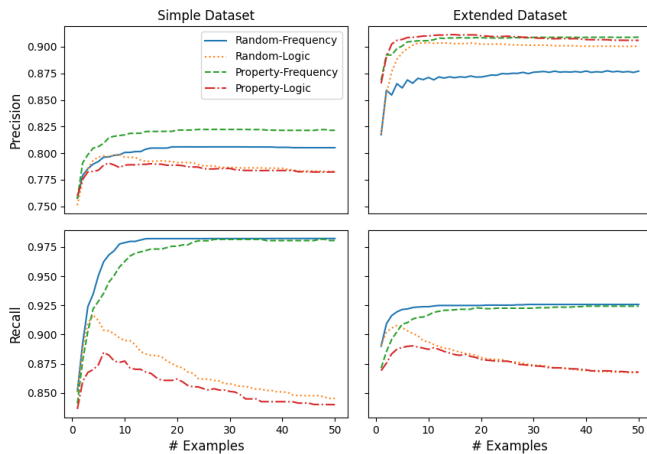 Simple Dataset
Extended Dataset
Precision
0.900
0.875
0.850
0.825
0.800
0.775
0.750
Random-Frequency
Random-Logic
Property-Frequency
Property-Logic
Recall
0.975
0.950
0.925
0.900
0.875
0.850
0 10 20 30 40 50
0 10 20 30 40 50
# Examples
# Examples